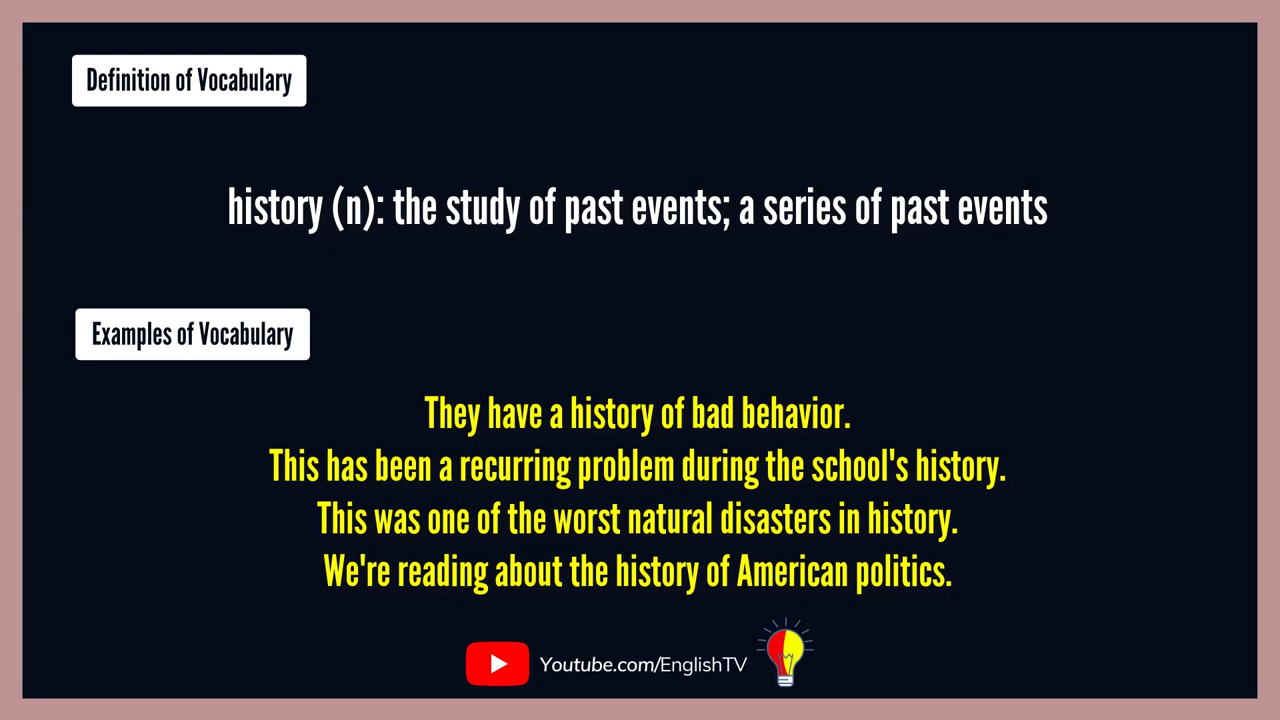 Definition of Vocabulary
history (n): the study of past events; a series of past events
Examples of Vocabulary
They have a history of bad behavior.
This has been a recurring problem during the school's history.
This was one of the worst natural disasters in history.
We're reading about the history of American politics.
Youtube.com/EnglishTV